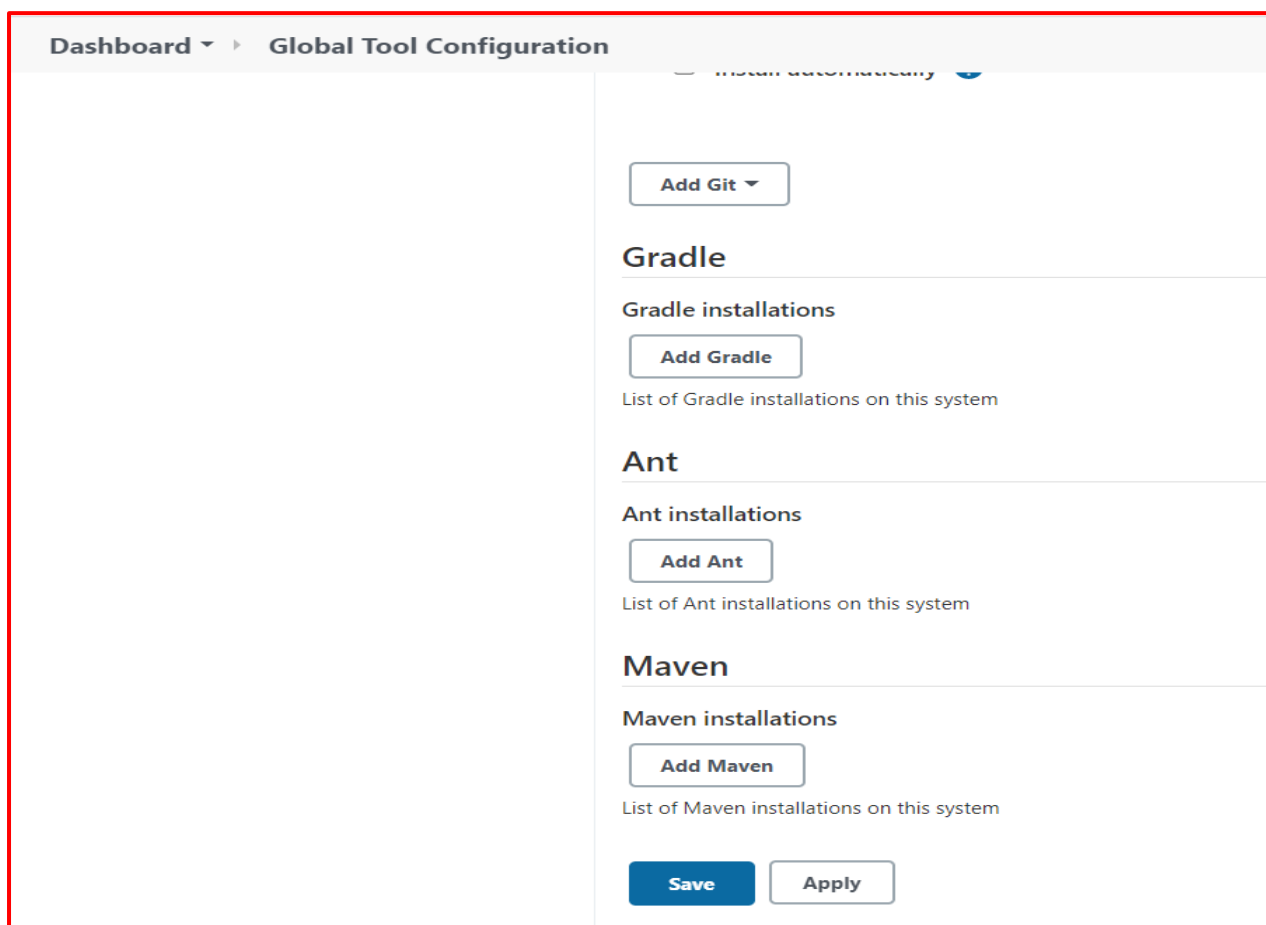 Dashboard Global Tool Configuration
Install automatically
Add Git
Gradle
Gradle installations
Add Gradle
List of Gradle installations on this system
Ant
Ant installations
Add Ant
List of Ant installations on this system
Maven
Maven installations
Add Maven
List of Maven installations on this system
Save Apply